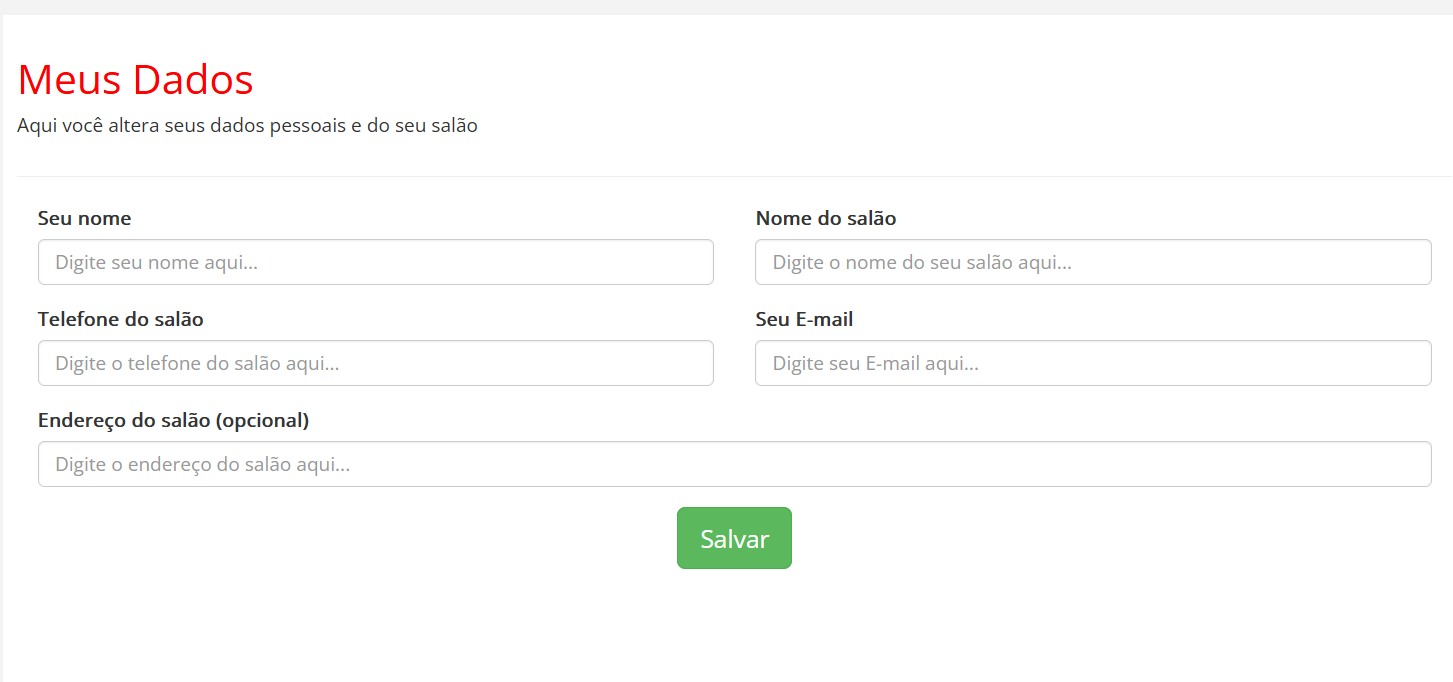 Meus Dados
Aqui você altera seus dados pessoais e do seu salão
Seu nome
Nome do salão
Digite seu nome aqui...
Digite o nome do seu salão aqui...
Telefone do salão
Seu E-mail
Digite o telefone do salão aqui...
Digite seu E-mail aqui...
Endereço do salão (opcional)
Digite o endereço do salão aqui...
Salvar